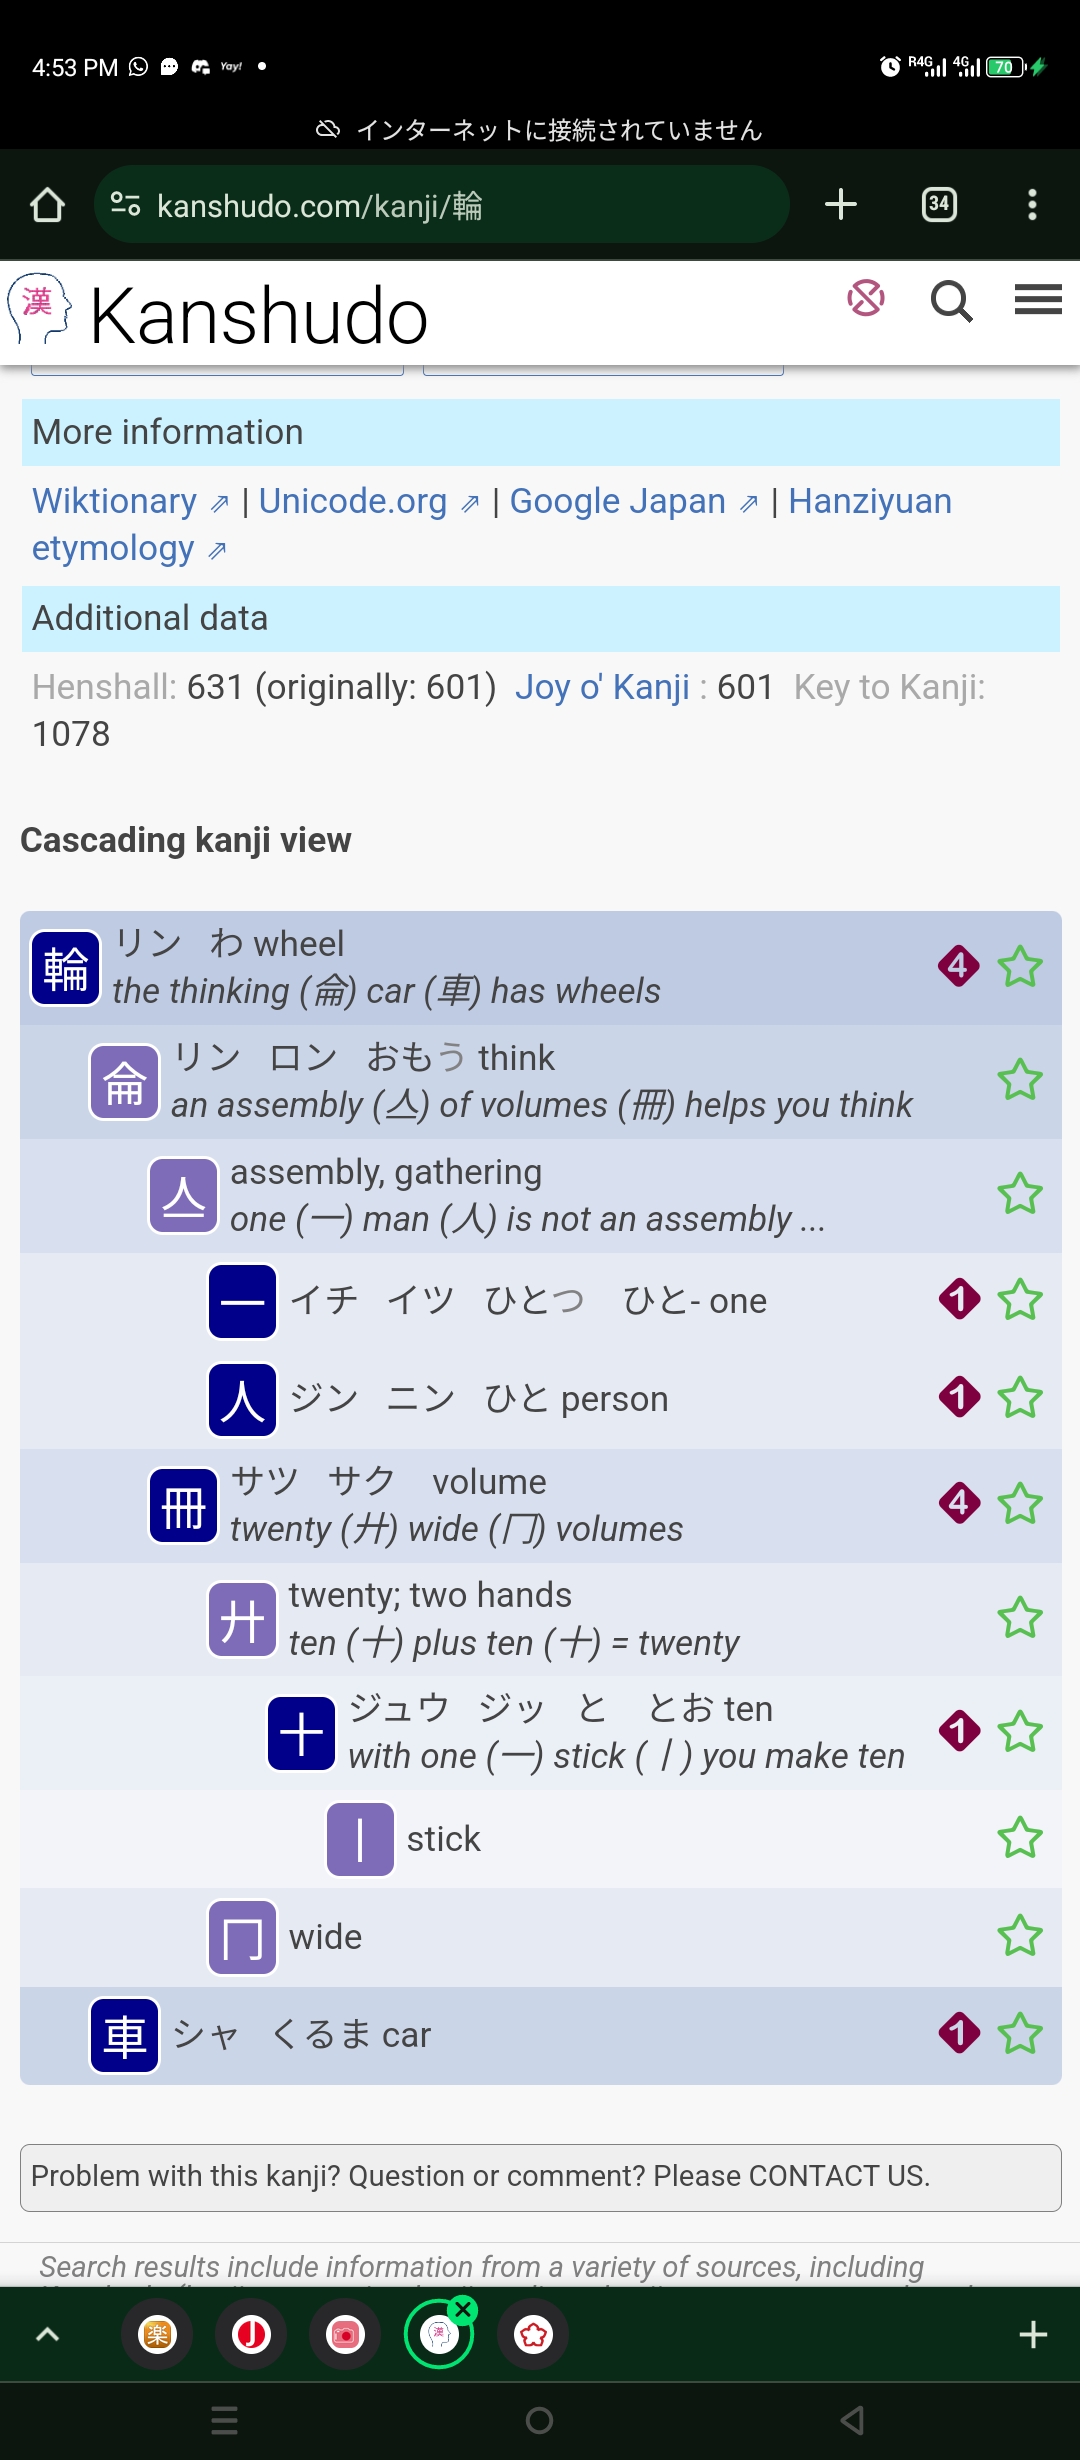 4:53 PM Yay! R4G 4G 70
インターネットに接続されていません
kanshudo.com/kanji/輪 34
漢 Kanshudo
More information
Wiktionary ⇗ | Unicode.org ⇗ | Google Japan ⇗ | Hanziyuan
etymology ⇗
Additional data
Henshall: 631 (originally: 601) Joy o' Kanji : 601 Key to Kanji:
1078
Cascading kanji view
輪 リン わ wheel 4
the thinking (侖) car (車) has wheels
侖 リン ロン おもう think
an assembly (亼) of volumes (冊) helps you think
亼 assembly, gathering
one (一) man (人) is not an assembly ...
一 イチ イツ ひとつ ひと- one 1
人 ジン ニン ひと person 1
冊 サツ サク volume 4
twenty (廾) wide (冂) volumes
廾 twenty; two hands
ten (十) plus ten (十) = twenty
十 ジュウ ジッ と とお ten 1
with one (一) stick (丨) you make ten
丨 stick
冂 wide
車 シャ くるま car 1
Problem with this kanji? Question or comment? Please CONTACT US.
Search results include information from a variety of sources, including
楽 J 漢